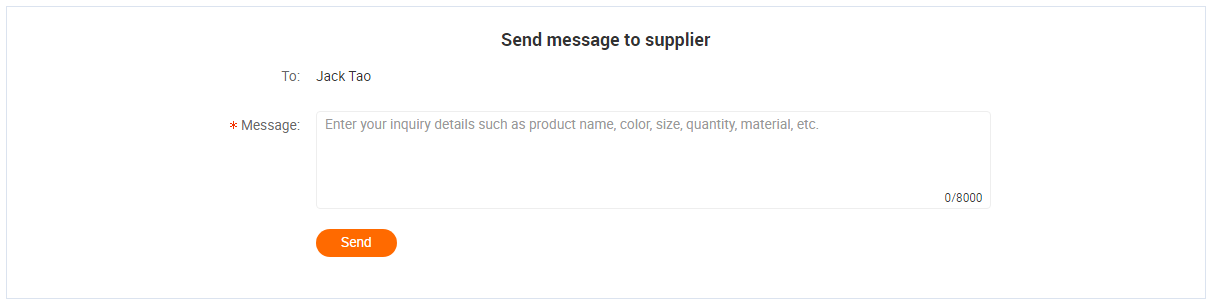 Send message to supplier
To: Jack Tao
* Message: Enter your inquiry details such as product name, color, size, quantity, material, etc.
0/8000
Send